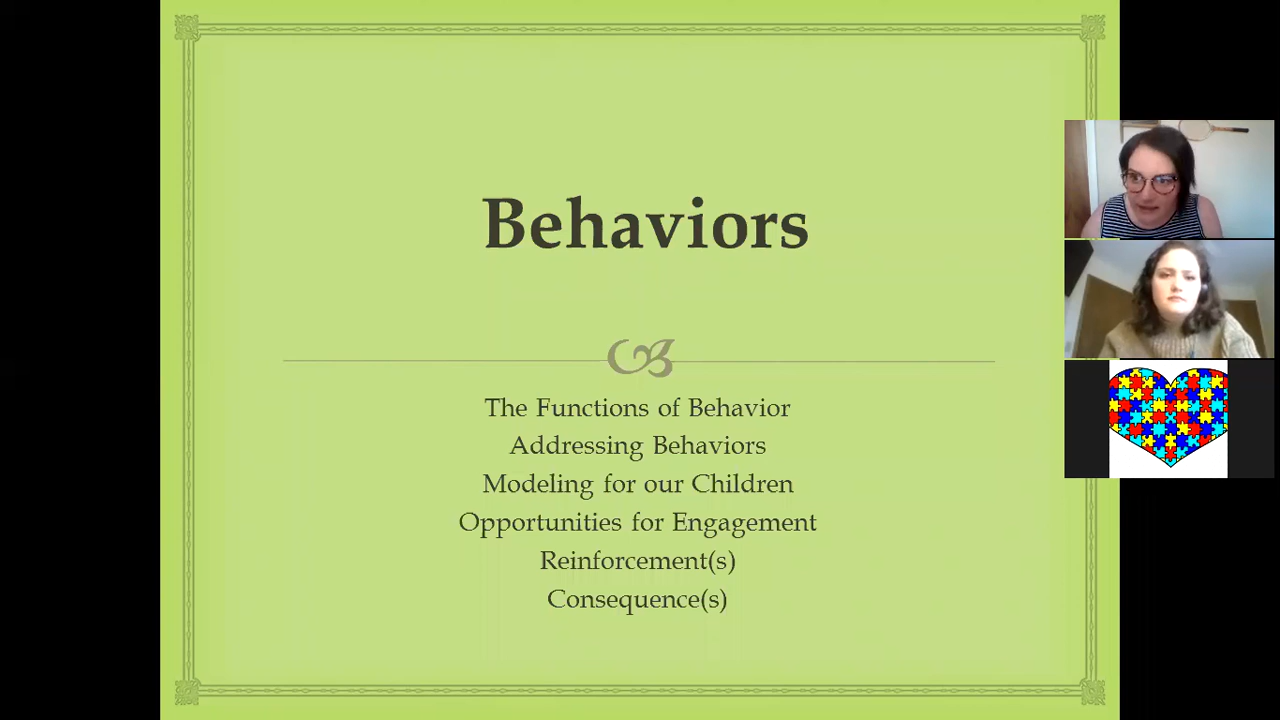 Behaviors
The Functions of Behavior
Addressing Behaviors
Modeling for our Children
Opportunities for Engagement
Reinforcement(s)
Consequence(s)